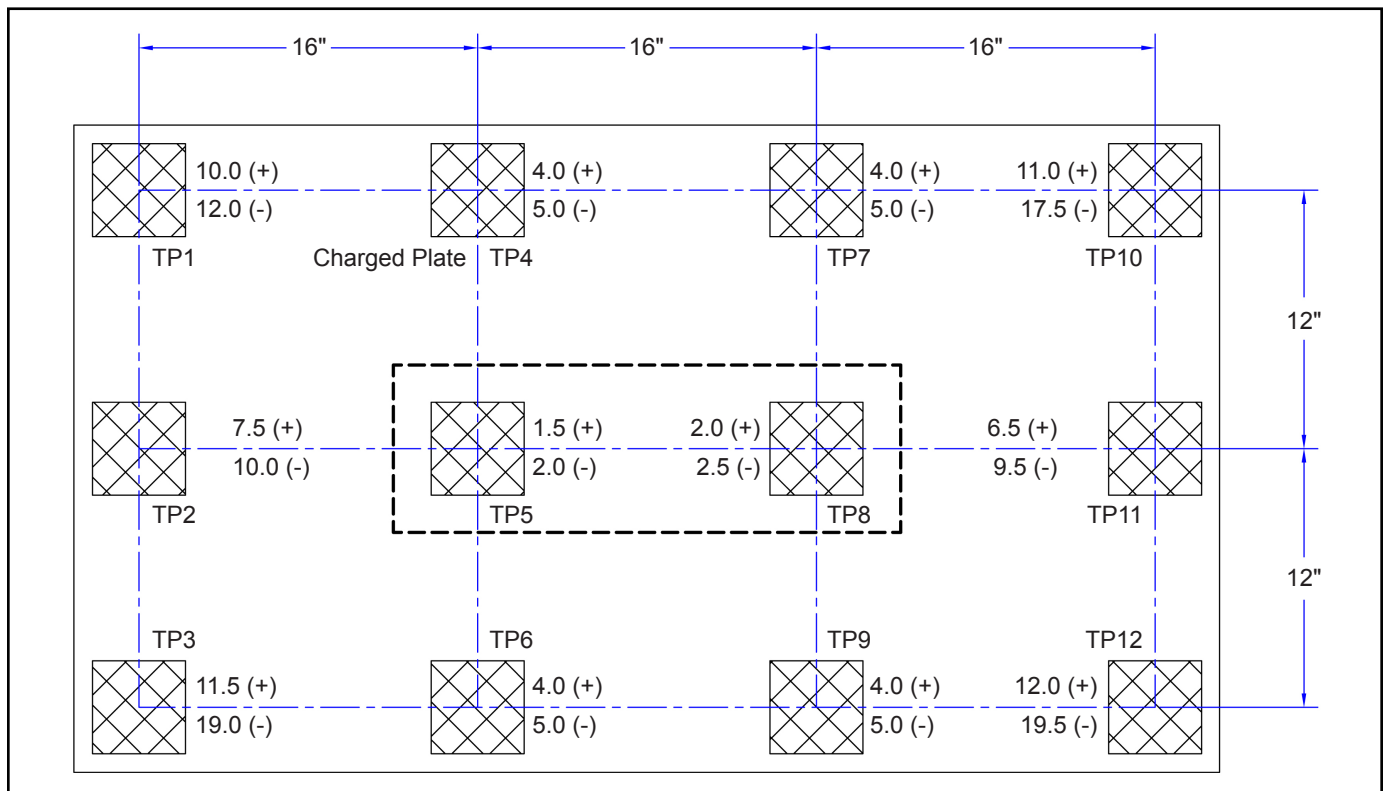 16" 16" 16"
10.0 (+) 4.0 (+) 4.0 (+) 11.0 (+)
12.0 (-) 5.0 (-) 5.0 (-) 17.5 (-)
TP1 Charged Plate TP4 TP7 TP10
12"
7.5 (+) 1.5 (+) 2.0 (+) 6.5 (+)
10.0 (-) 2.0 (-) 2.5 (-) 9.5 (-)
TP2 TP5 TP8 TP11
12"
TP3 TP6 TP9 TP12
11.5 (+) 4.0 (+) 4.0 (+) 12.0 (+)
19.0 (-) 5.0 (-) 5.0 (-) 19.5 (-)